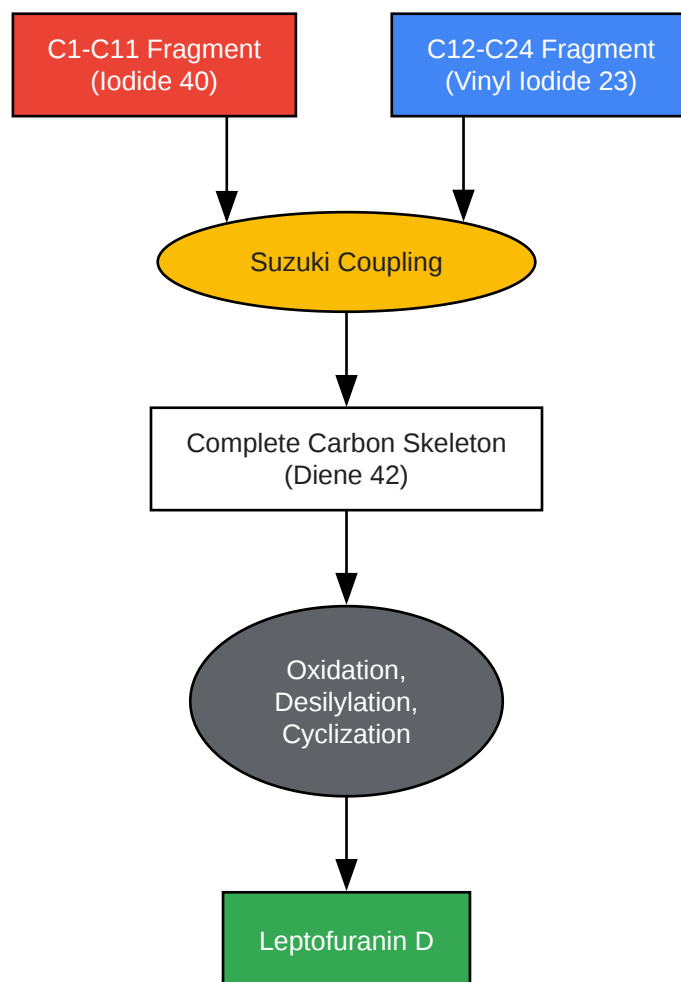 C1-C11 Fragment
(Iodide 40)
C12-C24 Fragment
(Vinyl Iodide 23)
Suzuki Coupling
Complete Carbon Skeleton
(Diene 42)
Oxidation,
Desilylation,
Cyclization
Leptofuranin D